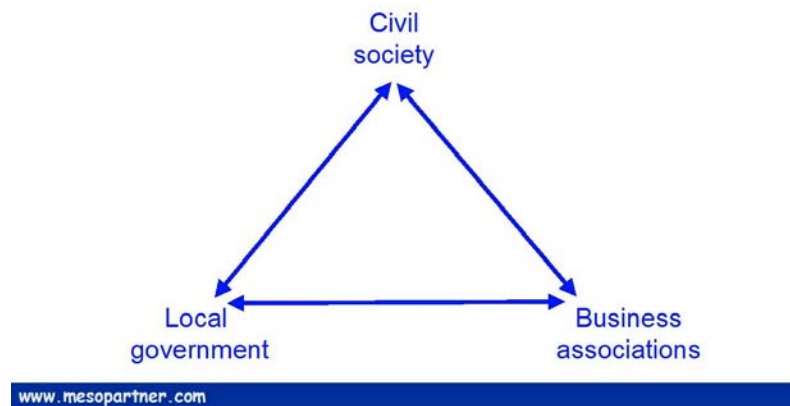 Civil
society
Local
government
Business
associations
www.mesopartner.com